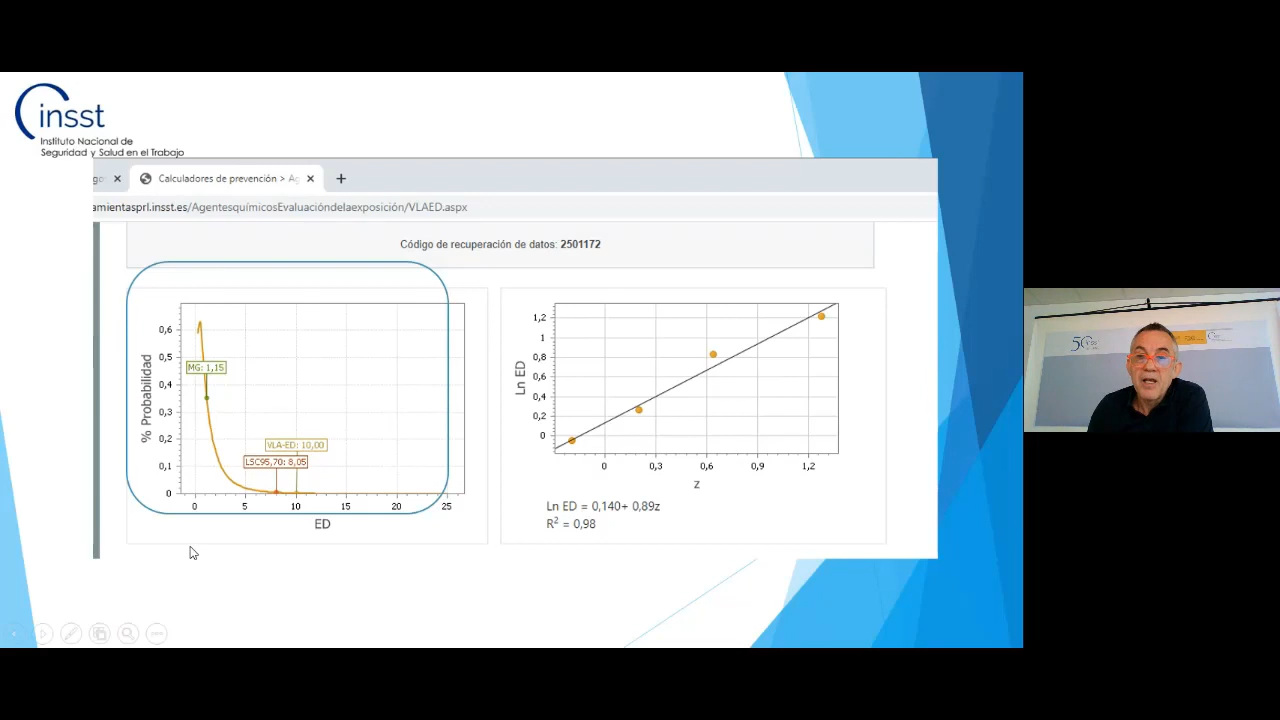 insst
Instituto Nacional de
Seguridad y Salud en el Trabajo
Calculadores de prevención > Ag
amientasprl.insst.es/AgentesquímicosEvaluacióndelaexposición/VLAED.aspx
Código de recuperación de datos: 2501172
% Probabilidad
0,6
0,5
0,4
0,3
0,2
0,1
0
MG: 1,15
VLA-ED: 10,00
LSC95,70: 8,05
0 5 10 15 20 25
ED
Ln ED
1,2
1
0,8
0,6
0,4
0,2
0
0 0,3 0,6 0,9 1,2
z
Ln ED = 0,140+ 0,89z
R² = 0,98
50 insst